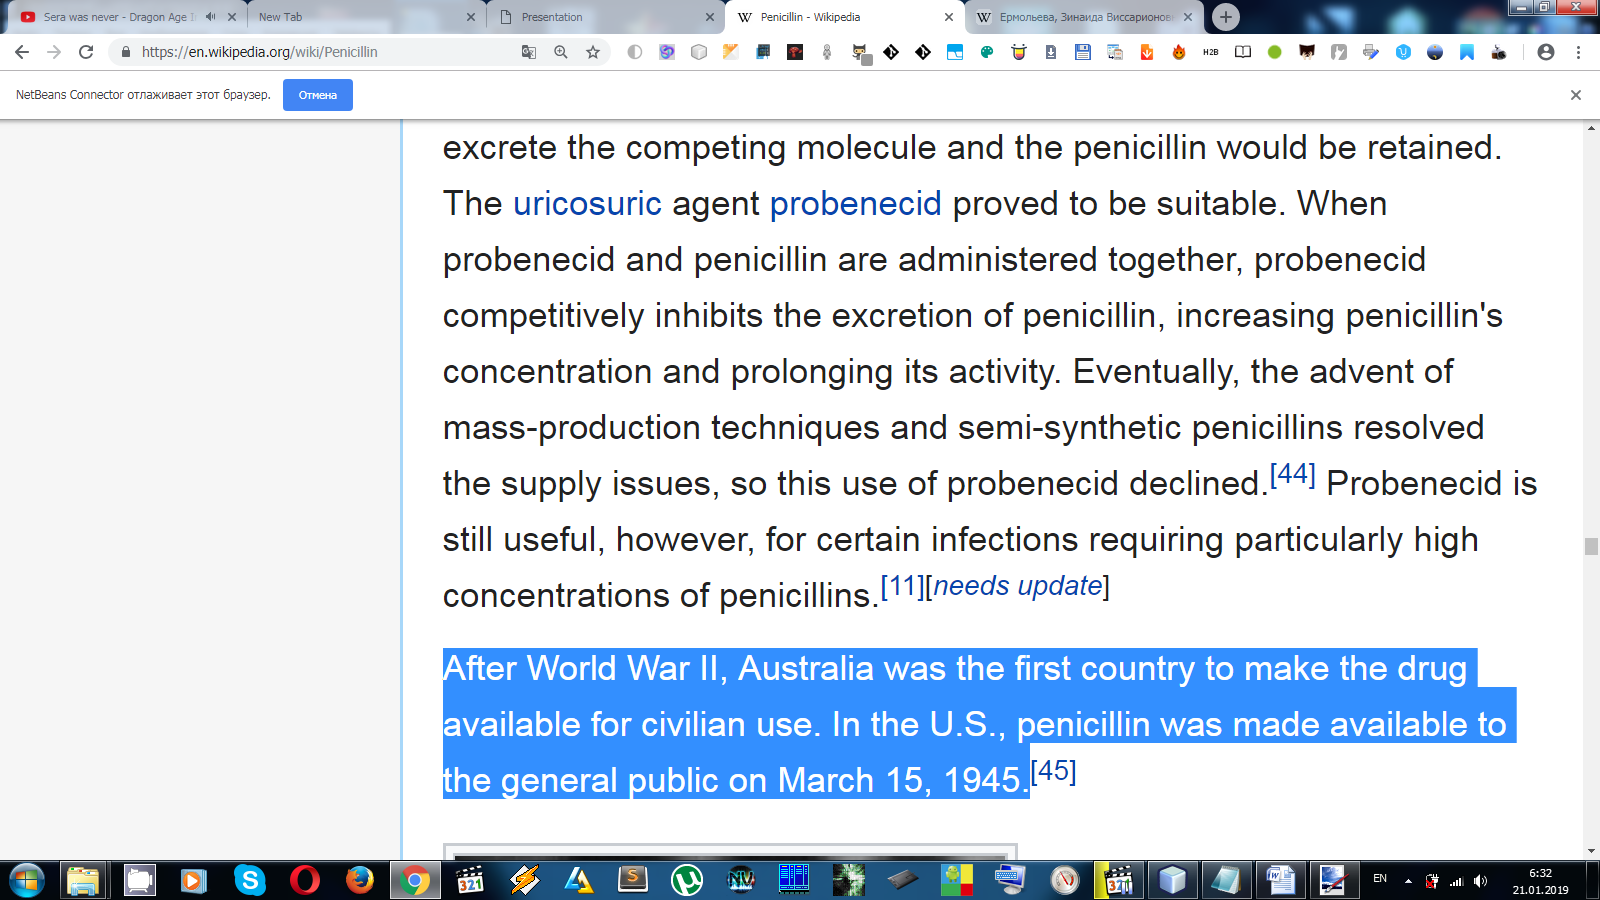 Sera was never - Dragon Age I
New Tab
Presentation
Penicillin - Wikipedia
Ермольева, Зинаида Виссарионовн
https://en.wikipedia.org/wiki/Penicillin
H2B
NetBeans Connector отлаживает этот браузер.
Отмена
excrete the competing molecule and the penicillin would be retained.
The uricosuric agent probenecid proved to be suitable. When
probenecid and penicillin are administered together, probenecid
competitively inhibits the excretion of penicillin, increasing penicillin's
concentration and prolonging its activity. Eventually, the advent of
mass-production techniques and semi-synthetic penicillins resolved
the supply issues, so this use of probenecid declined.[44] Probenecid is
still useful, however, for certain infections requiring particularly high
concentrations of penicillins.[11][needs update]
After World War II, Australia was the first country to make the drug
available for civilian use. In the U.S., penicillin was made available to
the general public on March 15, 1945.[45]
321
EN
6:32
21.01.2019